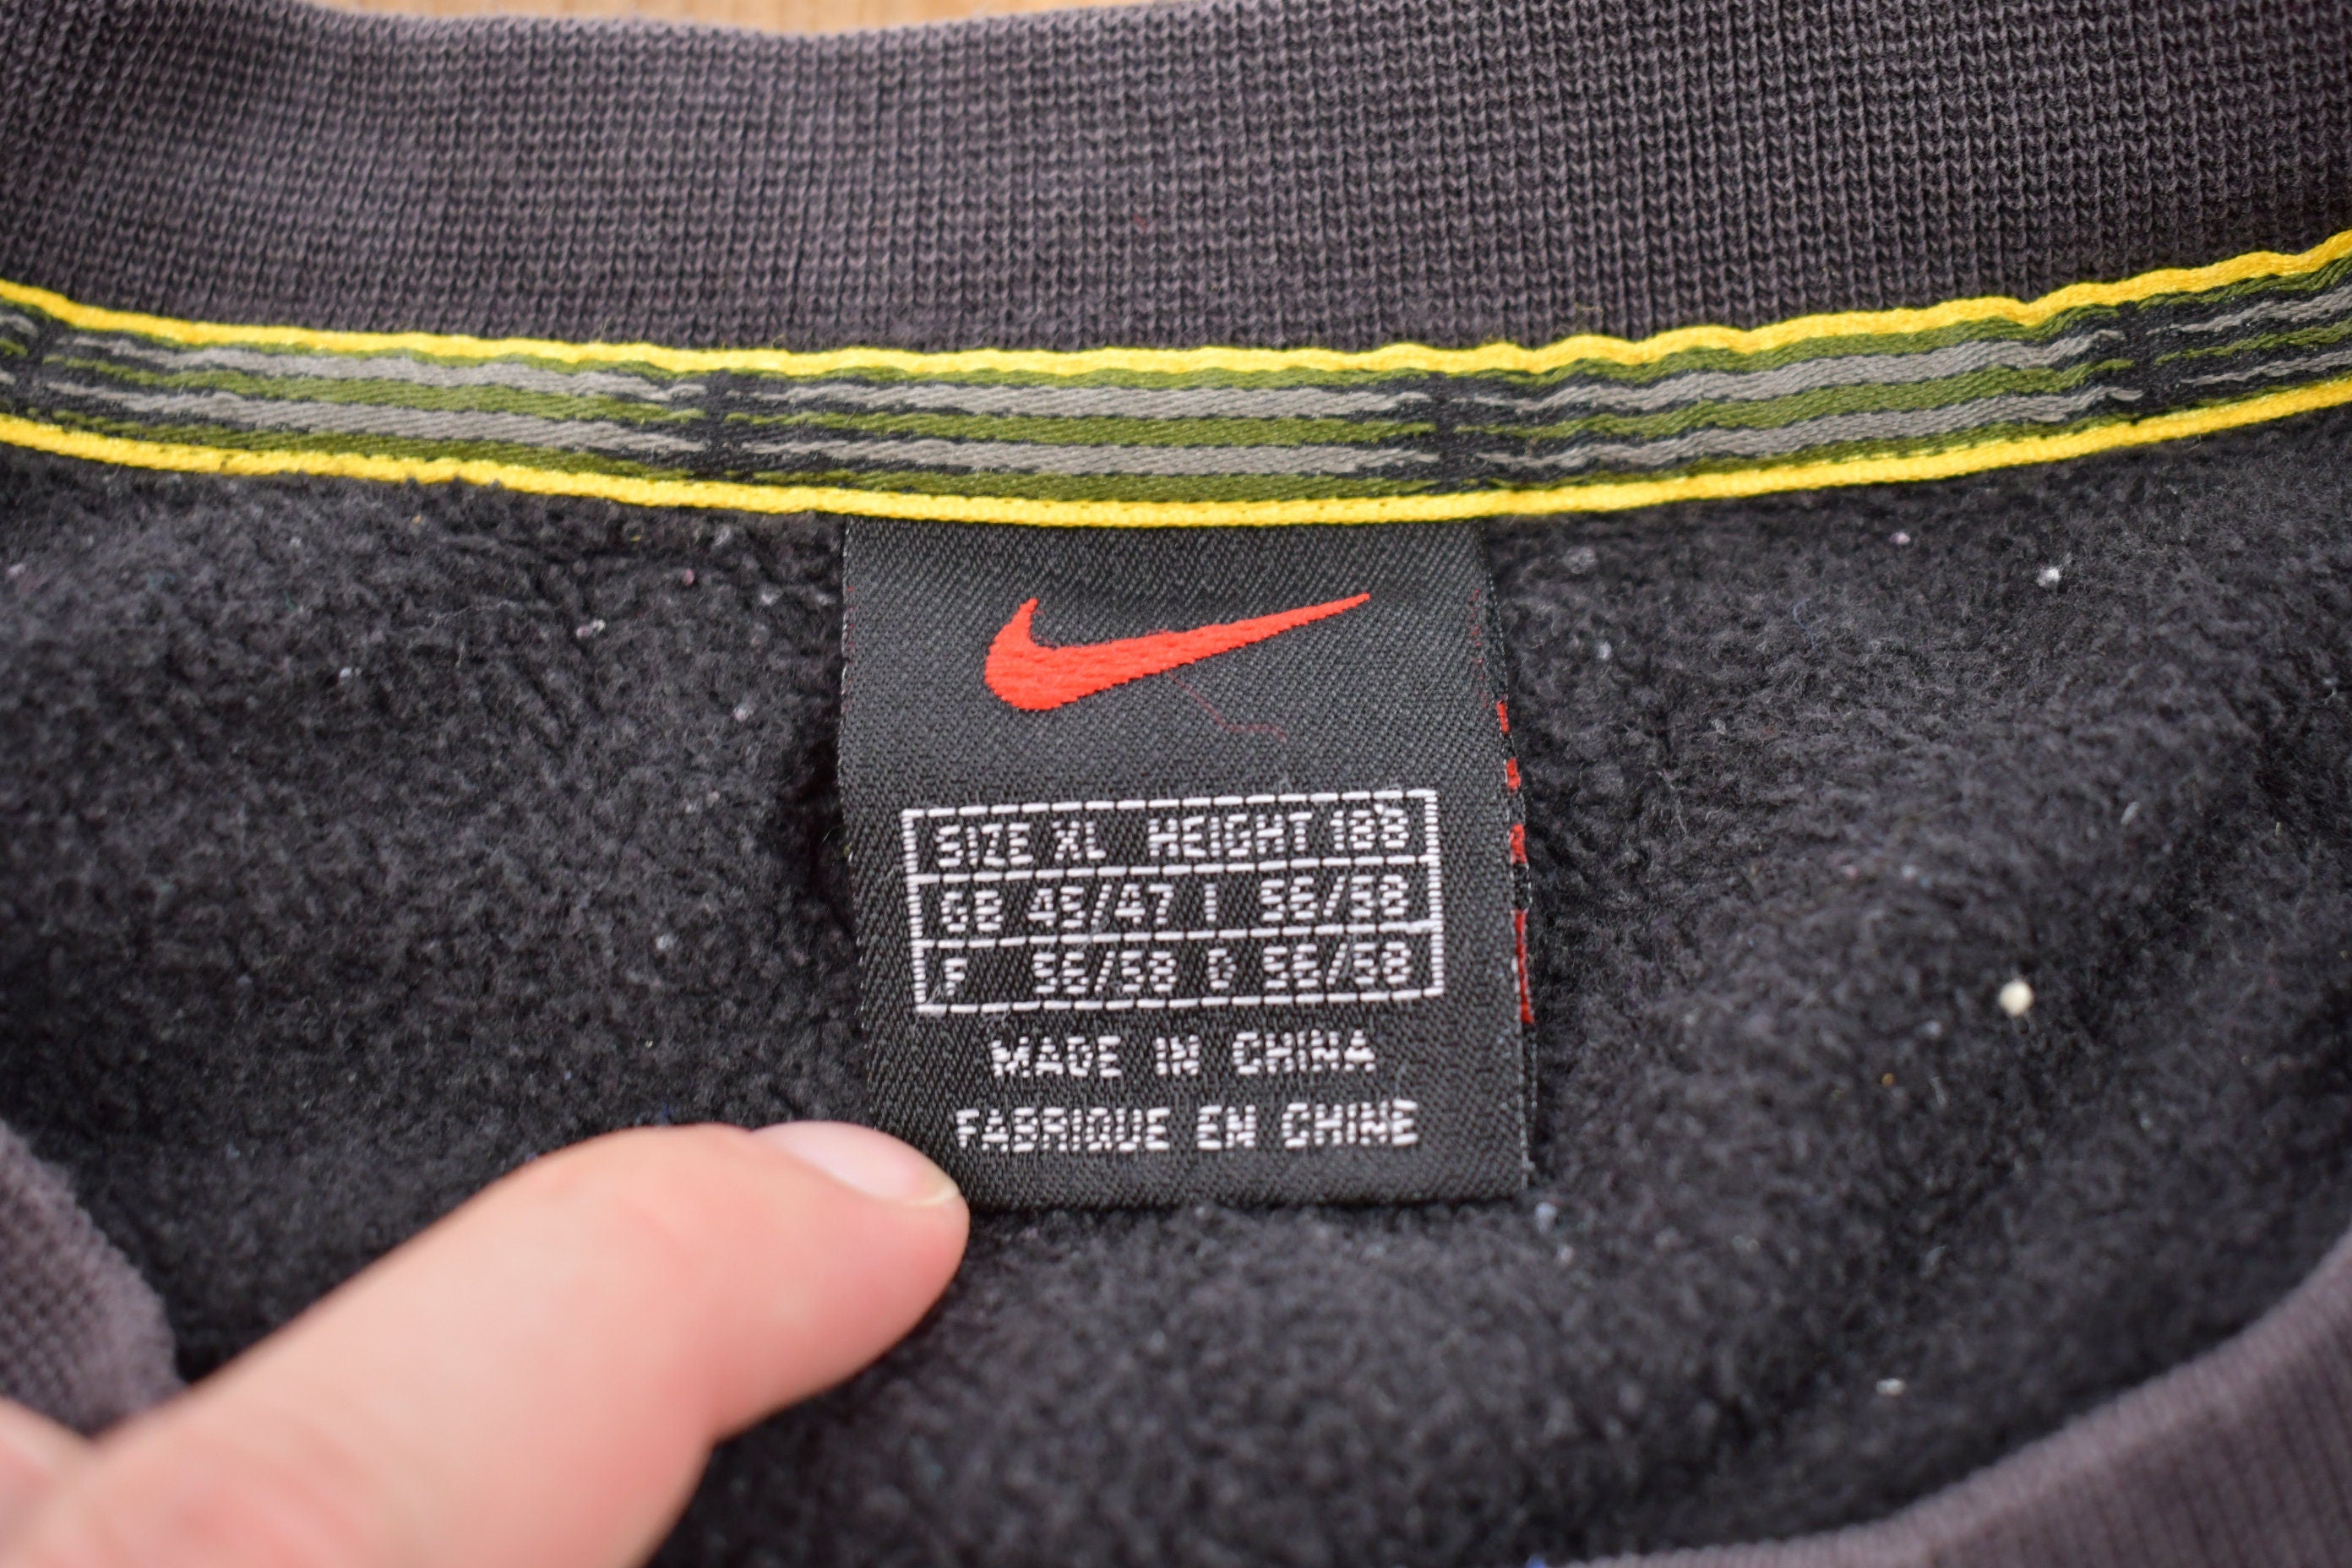 SIZE XL HEIGHT 188
GB 45/47 I 56/58
F 56/58 D 56/58
MADE IN CHINA
FABRIQUE EN CHINE